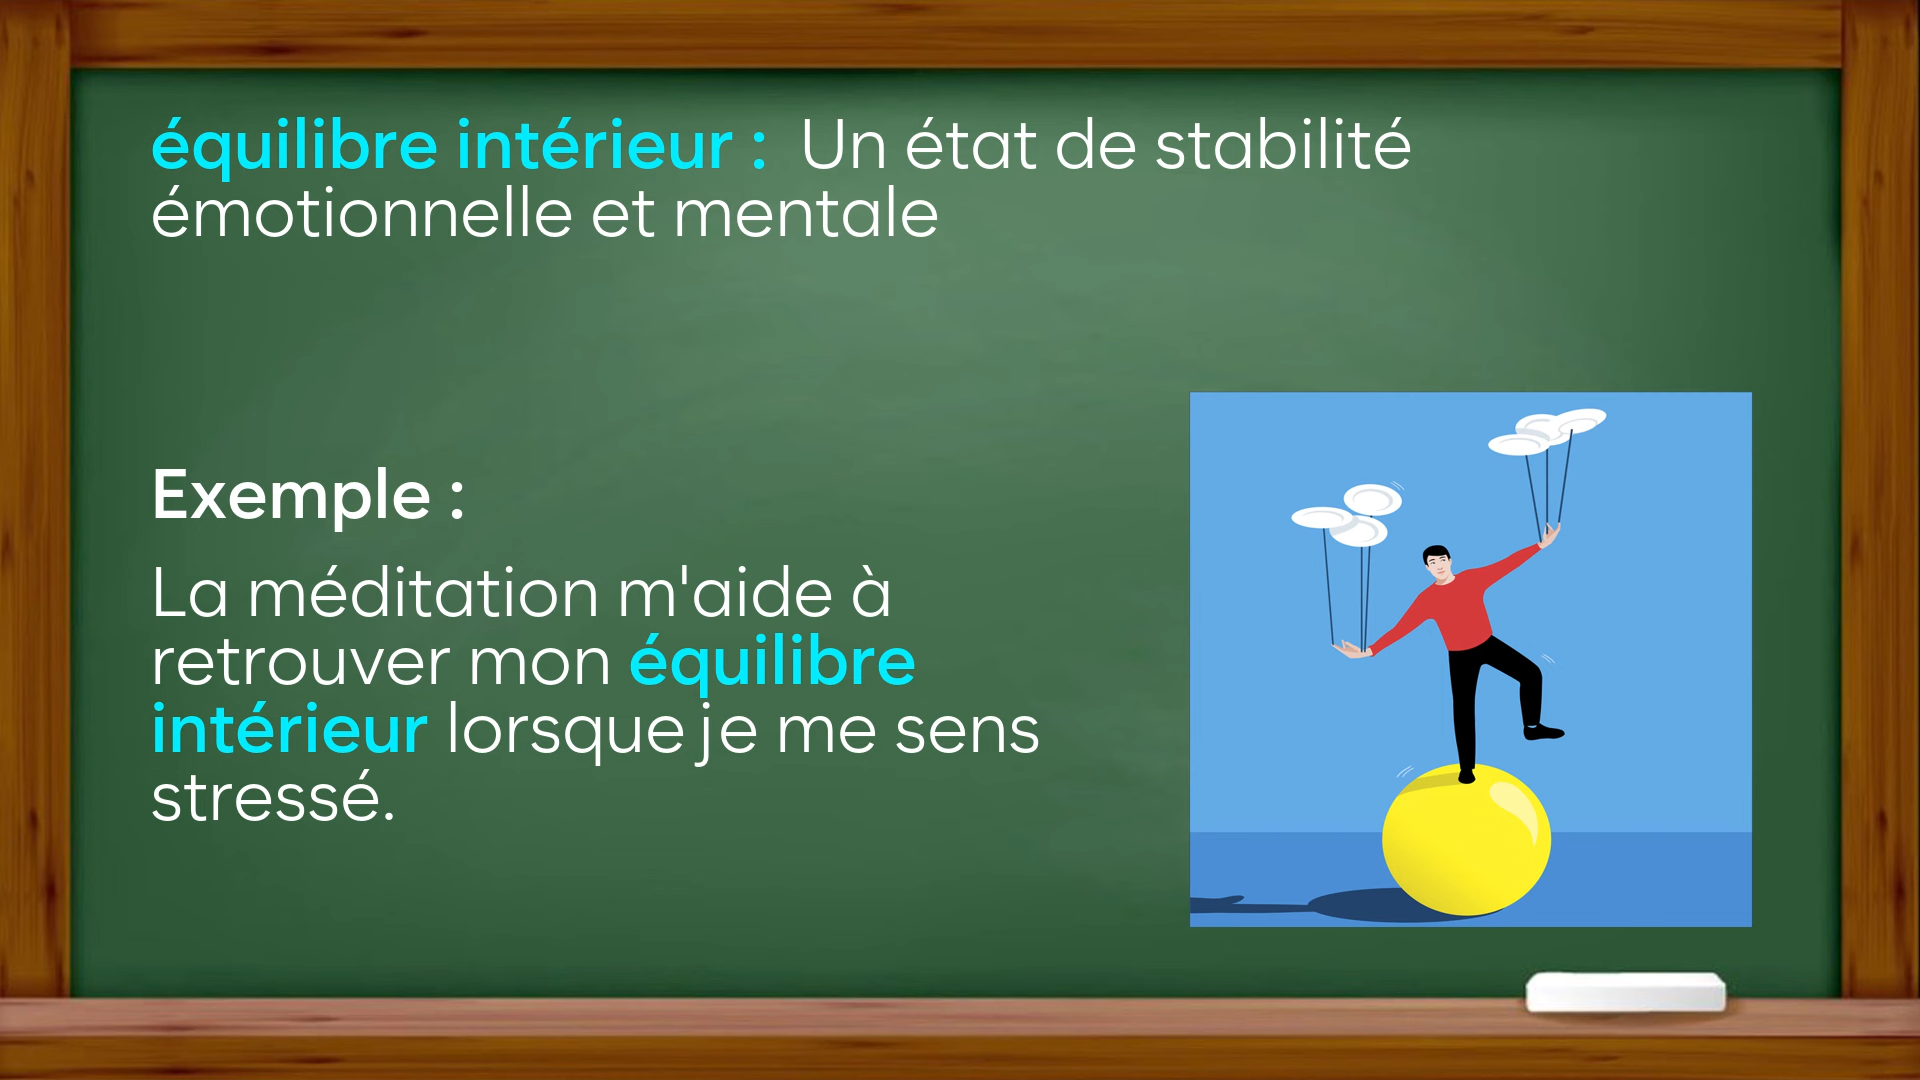 équilibre intérieur : Un état de stabilité
émotionnelle et mentale
Exemple :
La méditation m'aide à
retrouver mon équilibre
intérieur lorsque je me sens
stressé.